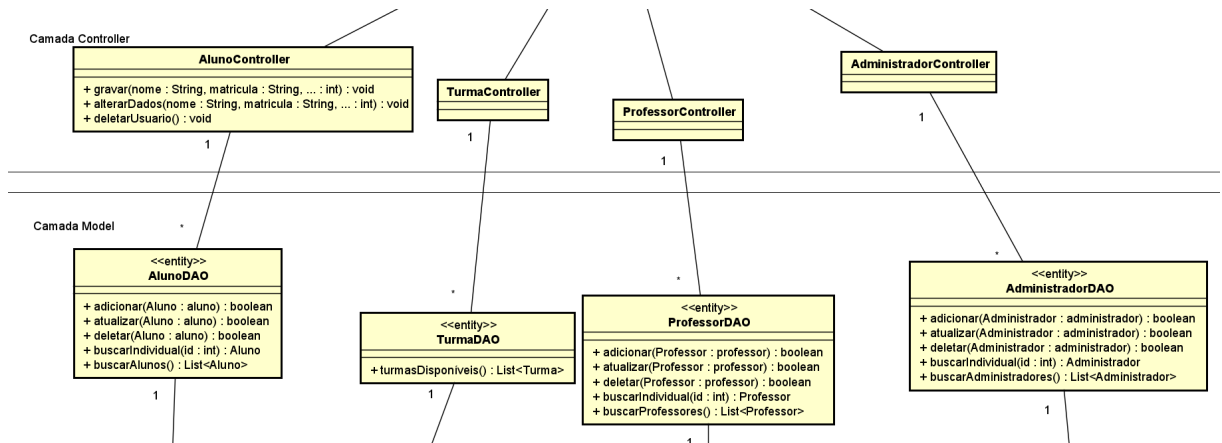 Camada Controller
AlunoController
+ gravar(nome : String, matricula : String, ... : int) : void
+ alterarDados(nome : String, matricula : String, ... : int) : void
+ deletarUsuario() : void
1
TurmaController
1
ProfessorController
1
AdministradorController
1
Camada Model
*
<<entity>>
AlunoDAO
+ adicionar(Aluno : aluno) : boolean
+ atualizar(Aluno : aluno) : boolean
+ deletar(Aluno : aluno) : boolean
+ buscarIndividual(id : int) : Aluno
+ buscarAlunos() : List<Aluno>
1
*
<<entity>>
TurmaDAO
+ turmasDisponíveis() : List<Turma>
1
*
<<entity>>
ProfessorDAO
+ adicionar(Professor : professor) : boolean
+ atualizar(Professor : professor) : boolean
+ deletar(Professor : professor) : boolean
+ buscarIndividual(id : int) : Professor
+ buscarProfessores() : List<Professor>
1
*
<<entity>>
AdministradorDAO
+ adicionar(Administrador : administrador) : boolean
+ atualizar(Administrador : administrador) : boolean
+ deletar(Administrador : administrador) : boolean
+ buscarIndividual(id : int) : Administrador
+ buscarAdministradores() : List<Administrador>
1